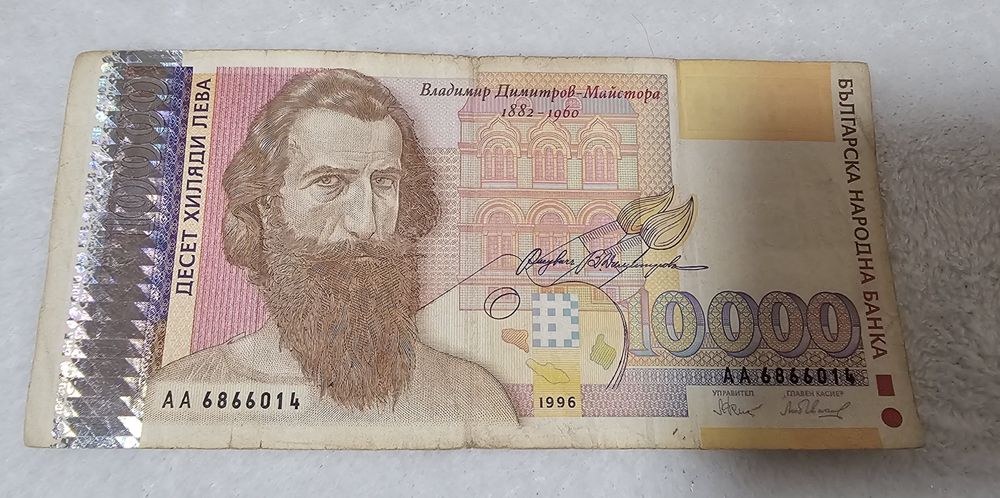 ДЕСЕТ ХИЛЯДИ ЛЕВА
Владимир Димитров-Майстора
1882-1960
БЪЛГАРСКА НАРОДНА БАНКА
10000
АА 6866014
1996
АА 6866014
УПРАВИТЕЛ ГЛАВЕН КАСИЕР